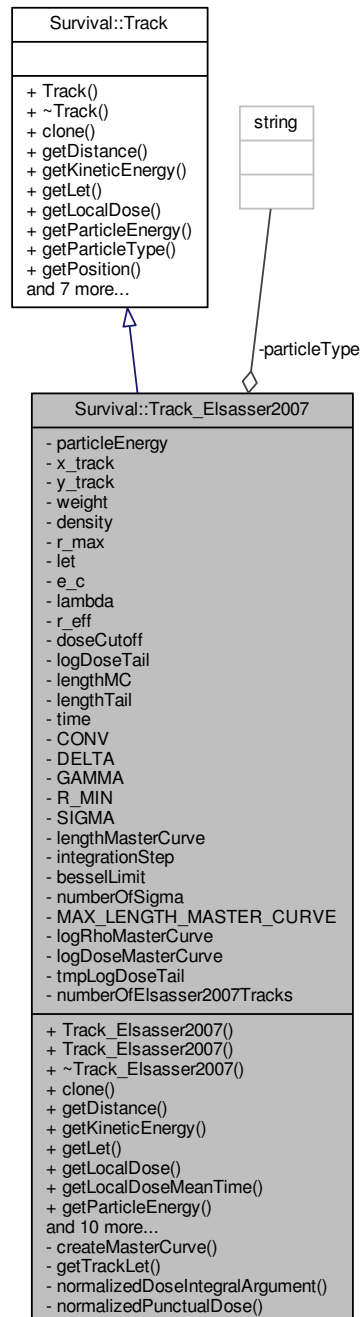 Survival::Track
+ Track()
+ ~Track()
+ clone()
+ getDistance()
+ getKineticEnergy()
+ getLet()
+ getLocalDose()
+ getParticleEnergy()
+ getParticleType()
+ getPosition()
and 7 more...
string
-particleType
Survival::Track_Elsasser2007
- particleEnergy
- x_track
- y_track
- weight
- density
- r_max
- let
- e_c
- lambda
- r_eff
- doseCutoff
- logDoseTail
- lengthMC
- lengthTail
- time
- CONV
- DELTA
- GAMMA
- R_MIN
- SIGMA
- lengthMasterCurve
- integrationStep
- besselLimit
- numberOfSigma
- MAX_LENGTH_MASTER_CURVE
- logRhoMasterCurve
- logDoseMasterCurve
- tmpLogDoseTail
- numberOfElsasser2007Tracks
+ Track_Elsasser2007()
+ Track_Elsasser2007()
+ ~Track_Elsasser2007()
+ clone()
+ getDistance()
+ getKineticEnergy()
+ getLet()
+ getLocalDose()
+ getLocalDoseMeanTime()
+ getParticleEnergy()
and 10 more...
- createMasterCurve()
- getTrackLet()
- normalizedDoseIntegralArgument()
- normalizedPunctualDose()